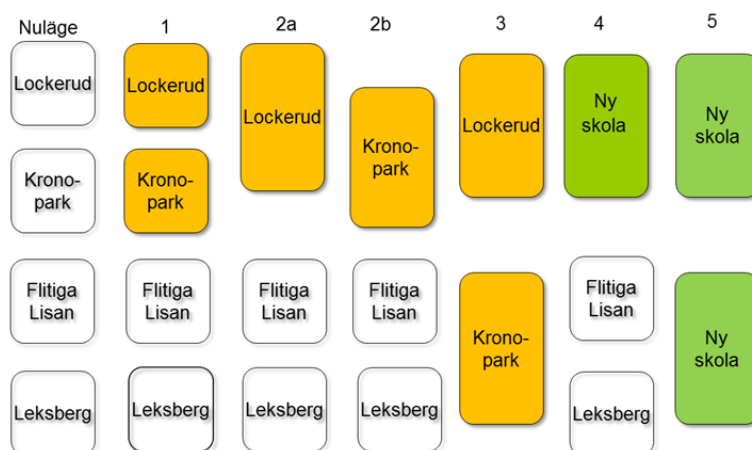 Nuläge 1 2a 2b 3 4 5
Lockerud Lockerud Lockerud Krono-
park Lockerud Ny
skola Ny
skola
Krono-
park Krono-
park
Flitiga
Lisan Flitiga
Lisan Flitiga
Lisan Flitiga
Lisan Krono-
park Flitiga
Lisan Ny
skola
Leksberg Leksberg Leksberg Leksberg Leksberg